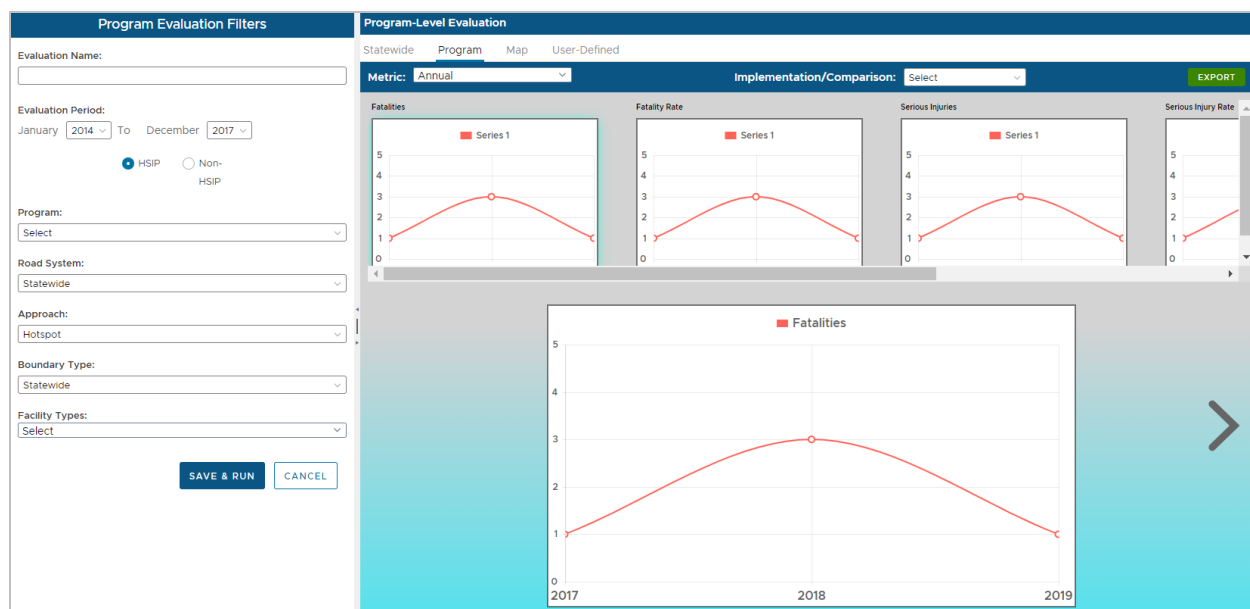 Program Evaluation Filters
Evaluation Name:
Evaluation Period:
January 2014 To December 2017
HSIP Non-
HSIP
Program:
Select
Road System:
Statewide
Approach:
Hotspot
Boundary Type:
Statewide
Facility Types:
Select
SAVE & RUN CANCEL
Program-Level Evaluation
Statewide Program Map User-Defined
Metric: Annual Implementation/Comparison: Select EXPORT
Fatalities Fatality Rate Serious Injuries Serious Injury Rate
Series 1 Series 1 Series 1
5 5 5 5
4 4 4 4
3 3 3 3
2 2 2 2
1 1 1 1
0 0 0 0
Fatalities
5
4
3
2
1
0
2017 2018 2019